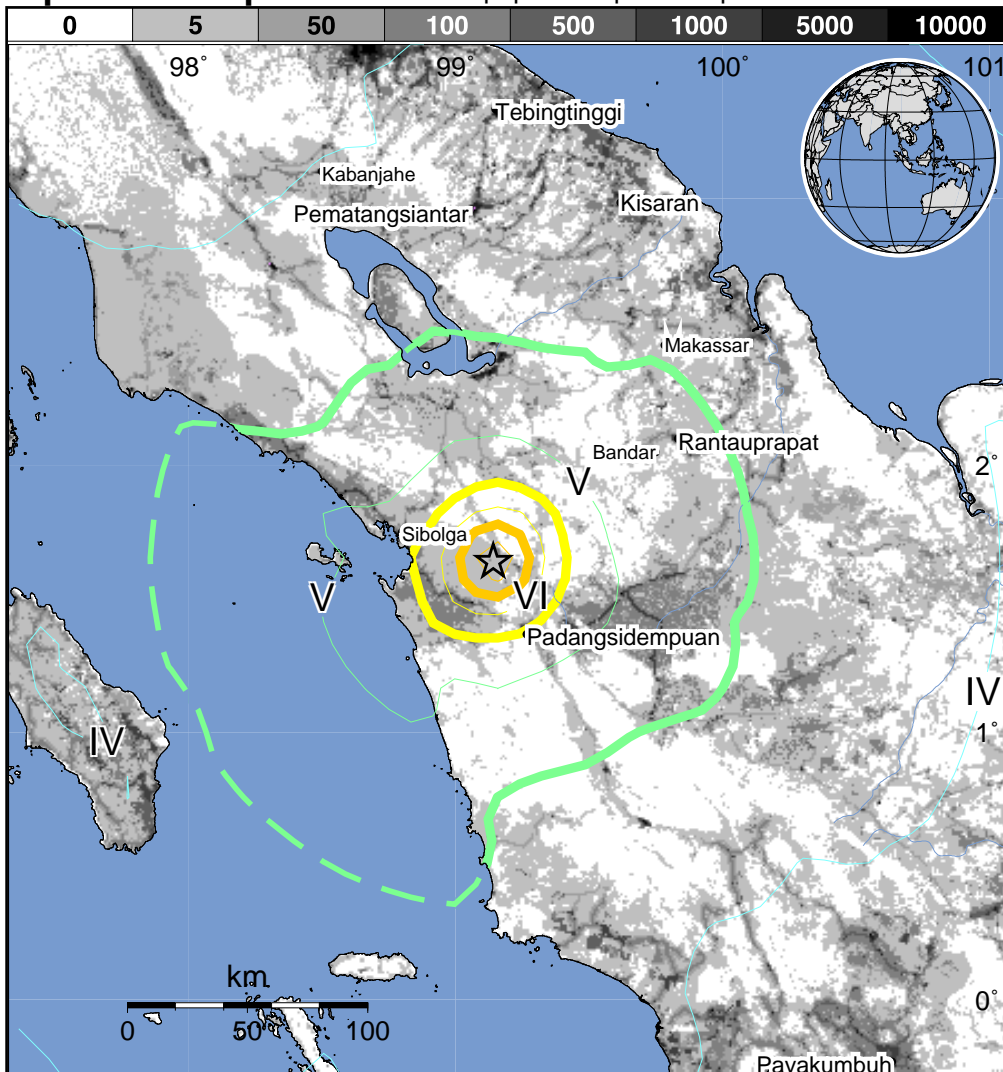 0 5 50 100 500 1000 5000 10000
98° 99° 100° 101
Tebingtinggi
Kabanjahe
Pematangsiantar
Kisaran
Makassar
Rantauprapat
Bandar
2°
V
Sibolga
V
VI
Padangsidempuan
IV
IV
1°
km
0 50 100
0°
Payakumbuh